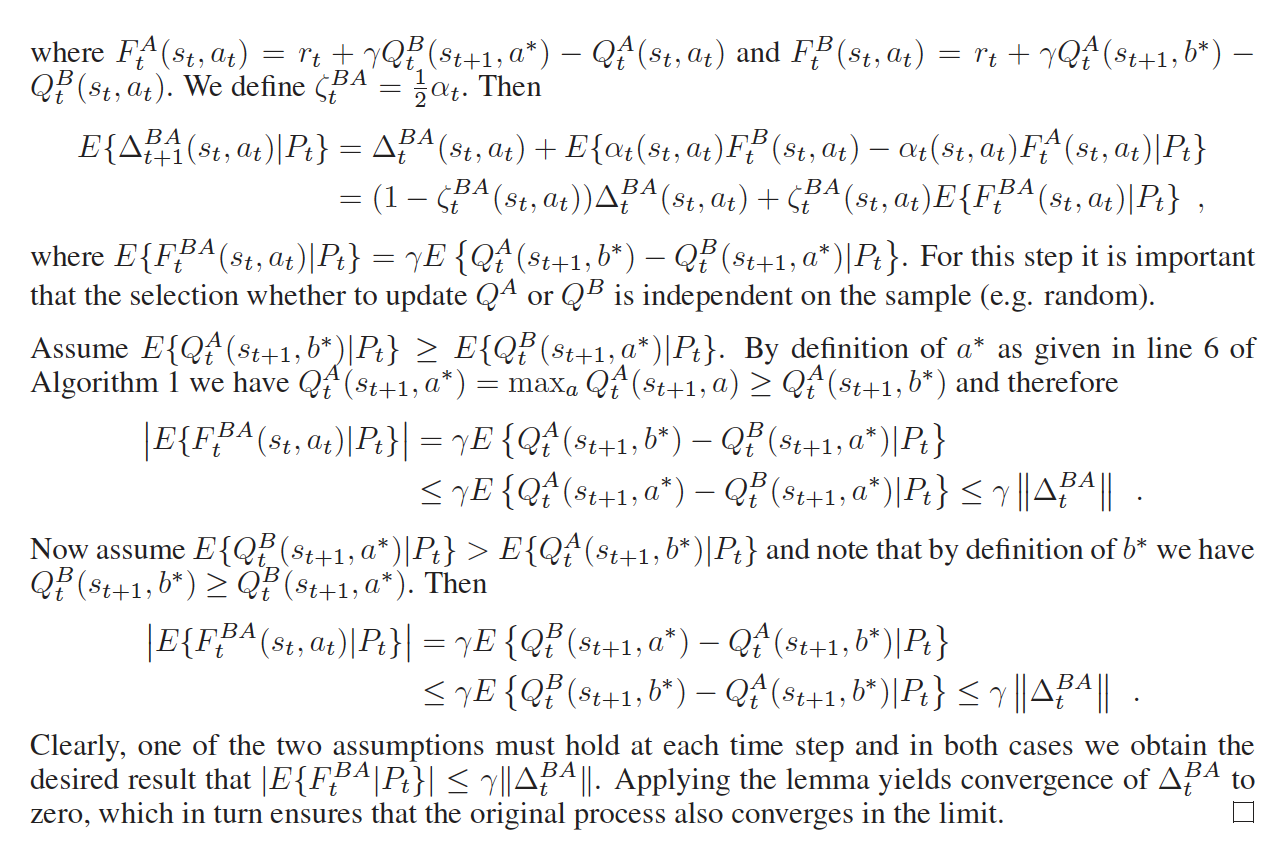 where $F_t^A(s_t, a_t) = r_t + \gamma Q_t^B(s_{t+1}, a^*) - Q_t^A(s_t, a_t)$ and $F_t^B(s_t, a_t) = r_t + \gamma Q_t^A(s_{t+1}, b^*) -$
$Q_t^B(s_t, a_t)$. We define $\zeta_t^{BA} = \frac{1}{2}\alpha_t$. Then
$E\{\Delta_{t+1}^{BA}(s_t, a_t)|P_t\} = \Delta_t^{BA}(s_t, a_t) + E\{\alpha_t(s_t, a_t)F_t^B(s_t, a_t) - \alpha_t(s_t, a_t)F_t^A(s_t, a_t)|P_t\}$
$= (1 - \zeta_t^{BA}(s_t, a_t))\Delta_t^{BA}(s_t, a_t) + \zeta_t^{BA}(s_t, a_t)E\{F_t^{BA}(s_t, a_t)|P_t\}$ ,
where $E\{F_t^{BA}(s_t, a_t)|P_t\} = \gamma E\left\{Q_t^A(s_{t+1}, b^*) - Q_t^B(s_{t+1}, a^*)|P_t\right\}$. For this step it is important
that the selection whether to update $Q^A$ or $Q^B$ is independent on the sample (e.g. random).
Assume $E\{Q_t^A(s_{t+1}, b^*)|P_t\} \geq E\{Q_t^B(s_{t+1}, a^*)|P_t\}$. By definition of $a^*$ as given in line 6 of
Algorithm 1 we have $Q_t^A(s_{t+1}, a^*) = \max_a Q_t^A(s_{t+1}, a) \geq Q_t^A(s_{t+1}, b^*)$ and therefore
$\left|E\{F_t^{BA}(s_t, a_t)|P_t\}\right| = \gamma E\left\{Q_t^A(s_{t+1}, b^*) - Q_t^B(s_{t+1}, a^*)|P_t\right\}$
$\leq \gamma E\left\{Q_t^A(s_{t+1}, a^*) - Q_t^B(s_{t+1}, a^*)|P_t\right\} \leq \gamma \left\|\Delta_t^{BA}\right\|$ .
Now assume $E\{Q_t^B(s_{t+1}, a^*)|P_t\} > E\{Q_t^A(s_{t+1}, b^*)|P_t\}$ and note that by definition of $b^*$ we have
$Q_t^B(s_{t+1}, b^*) \geq Q_t^B(s_{t+1}, a^*)$. Then
$\left|E\{F_t^{BA}(s_t, a_t)|P_t\}\right| = \gamma E\left\{Q_t^B(s_{t+1}, a^*) - Q_t^A(s_{t+1}, b^*)|P_t\right\}$
$\leq \gamma E\left\{Q_t^B(s_{t+1}, b^*) - Q_t^A(s_{t+1}, b^*)|P_t\right\} \leq \gamma \left\|\Delta_t^{BA}\right\|$ .
Clearly, one of the two assumptions must hold at each time step and in both cases we obtain the
desired result that $|E\{F_t^{BA}|P_t\}| \leq \gamma\|\Delta_t^{BA}\|$. Applying the lemma yields convergence of $\Delta_t^{BA}$ to
zero, which in turn ensures that the original process also converges in the limit. □